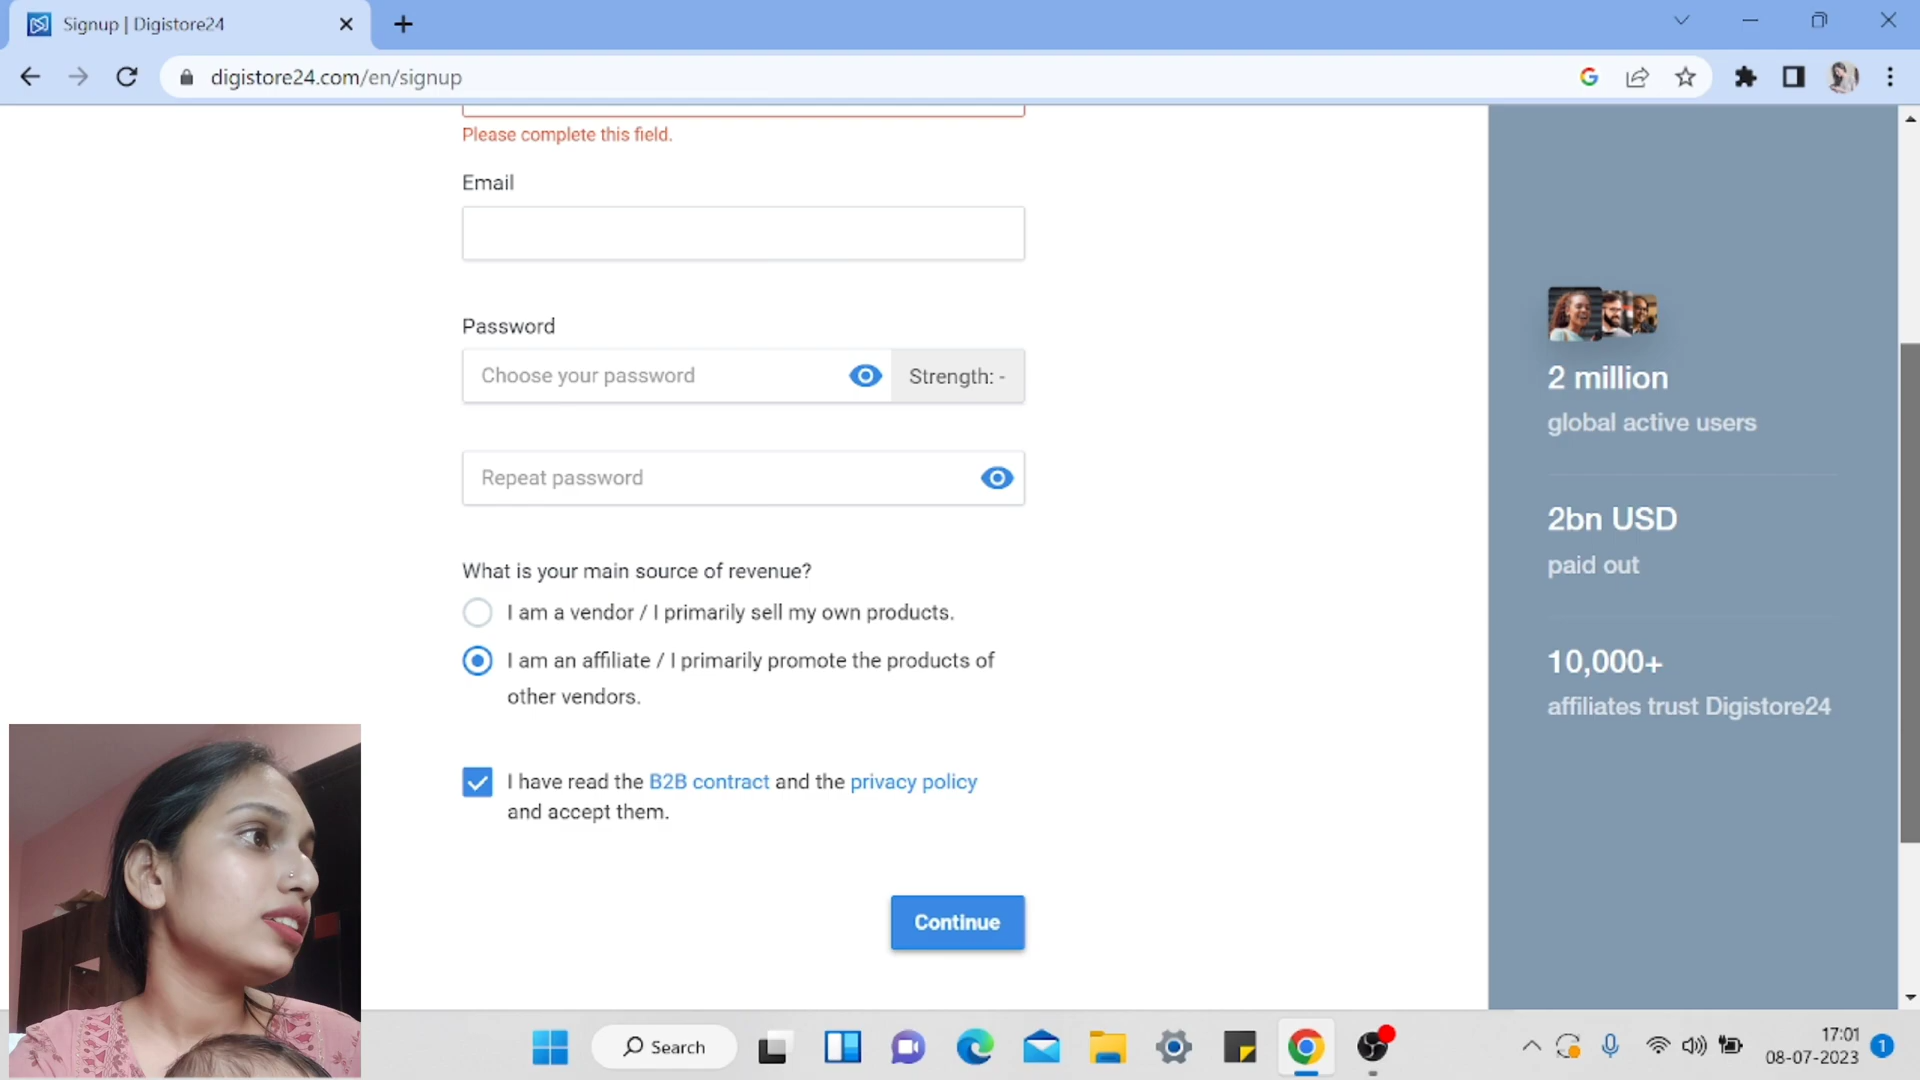 Signup | Digistore24
digistore24.com/en/signup
Please complete this field.
Email
Password
Choose your password
Strength: -
Repeat password
What is your main source of revenue?
I am a vendor / I primarily sell my own products.
I am an affiliate / I primarily promote the products of
other vendors.
I have read the B2B contract and the privacy policy
and accept them.
Continue
2 million
global active users
2bn USD
paid out
10,000+
affiliates trust Digistore24
Search
17:01
08-07-2023
1